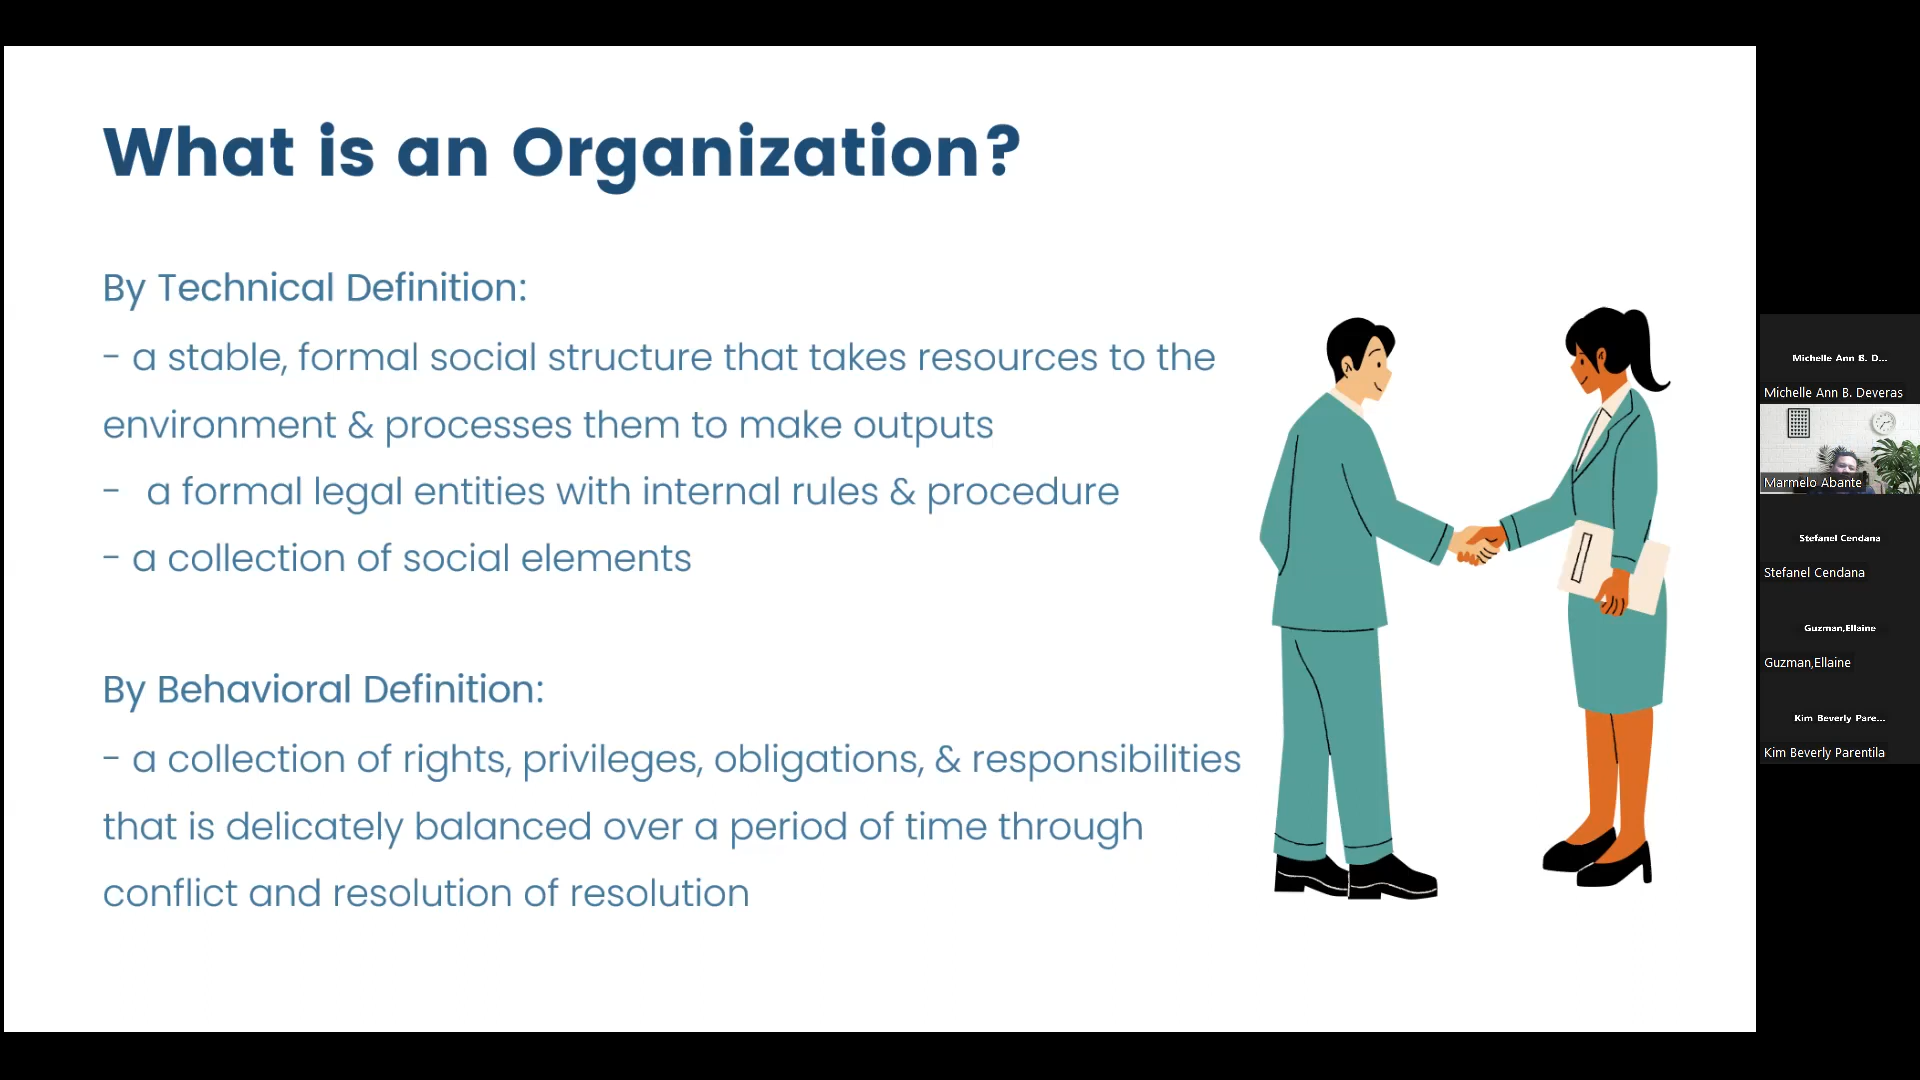 What is an Organization?
By Technical Definition:
- a stable, formal social structure that takes resources to the
environment & processes them to make outputs
- a formal legal entities with internal rules & procedure
- a collection of social elements
By Behavioral Definition:
- a collection of rights, privileges, obligations, & responsibilities
that is delicately balanced over a period of time through
conflict and resolution of resolution
Michelle Ann B. D...
Michelle Ann B. Deveras
Marmelo Abante
Stefanel Cendana
Stefanel Cendana
Guzman,Ellaine
Guzman,Ellaine
Kim Beverly Pare...
Kim Beverly Parentila